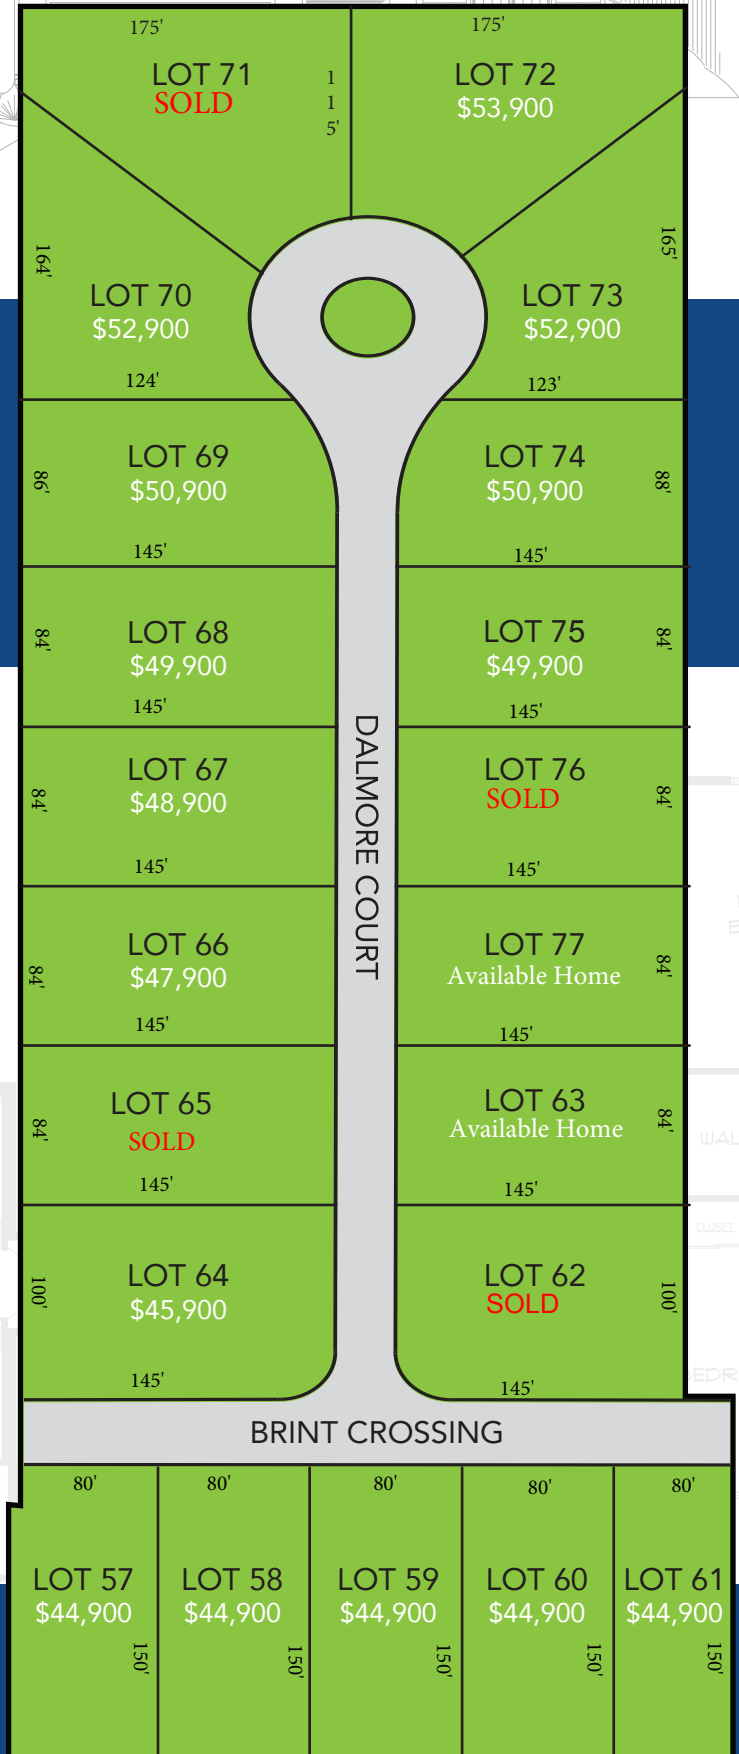 175'
175'
LOT 71
SOLD
1
1
5'
LOT 72
$53,900
164'
LOT 70
$52,900
124'
165'
LOT 73
$52,900
123'
86'
LOT 69
$50,900
145'
LOT 74
$50,900
88'
145'
84'
LOT 68
$49,900
145'
LOT 75
$49,900
84'
145'
DALMORE COURT
84'
LOT 67
$48,900
145'
LOT 76
SOLD
84'
145'
84'
LOT 66
$47,900
145'
LOT 77
Available Home
84'
145'
84'
LOT 65
SOLD
145'
LOT 63
Available Home
84'
145'
WAL
CLOSET
100'
LOT 64
$45,900
145'
LOT 62
SOLD
100'
145'
BEDR
BRINT CROSSING
80'
80'
80'
80'
80'
LOT 57
$44,900
150'
LOT 58
$44,900
150'
LOT 59
$44,900
150'
LOT 60
$44,900
150'
LOT 61
$44,900
150'